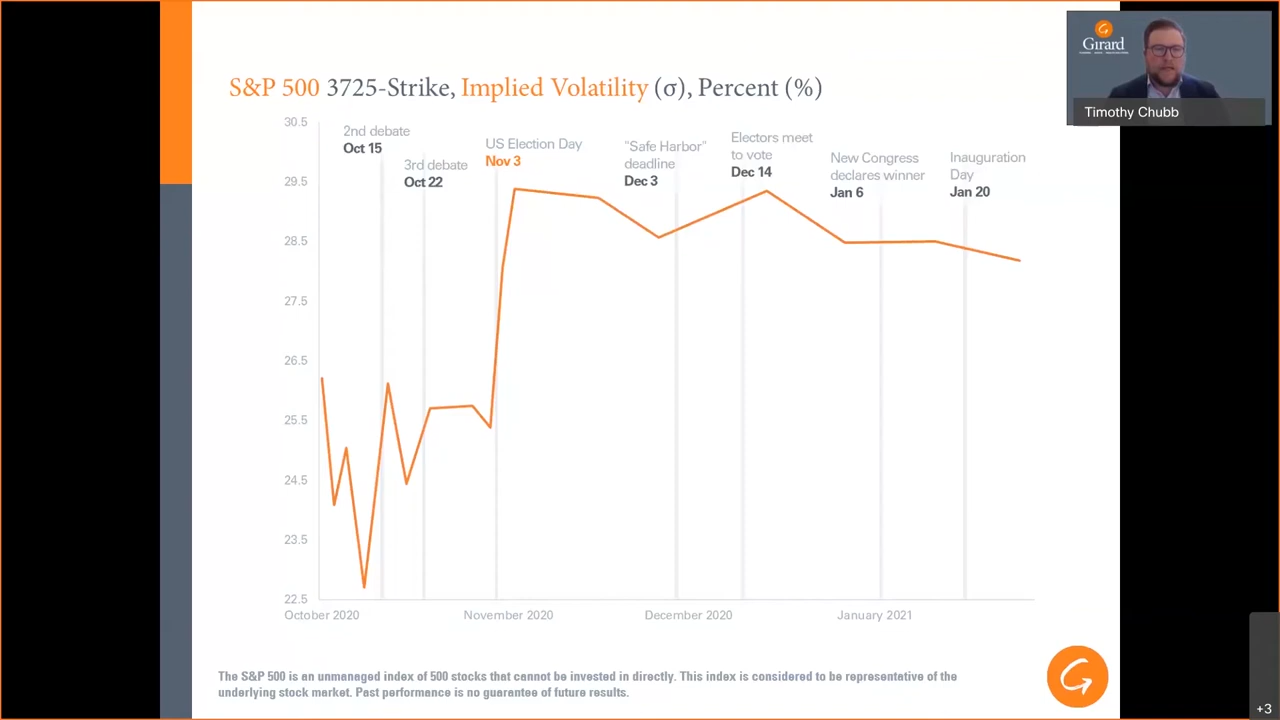 S&P 500 3725-Strike, Implied Volatility (σ), Percent (%)
Girard
Timothy Chubb
30.5
29.5
28.5
27.5
26.5
25.5
24.5
23.5
22.5
2nd debate
Oct 15
3rd debate
Oct 22
US Election Day
Nov 3
"Safe Harbor"
deadline
Dec 3
Electors meet
to vote
Dec 14
New Congress
declares winner
Jan 6
Inauguration
Day
Jan 20
October 2020
November 2020
December 2020
January 2021
The S&P 500 is an unmanaged index of 500 stocks that cannot be invested in directly. This index is considered to be representative of the
underlying stock market. Past performance is no guarantee of future results.
+3